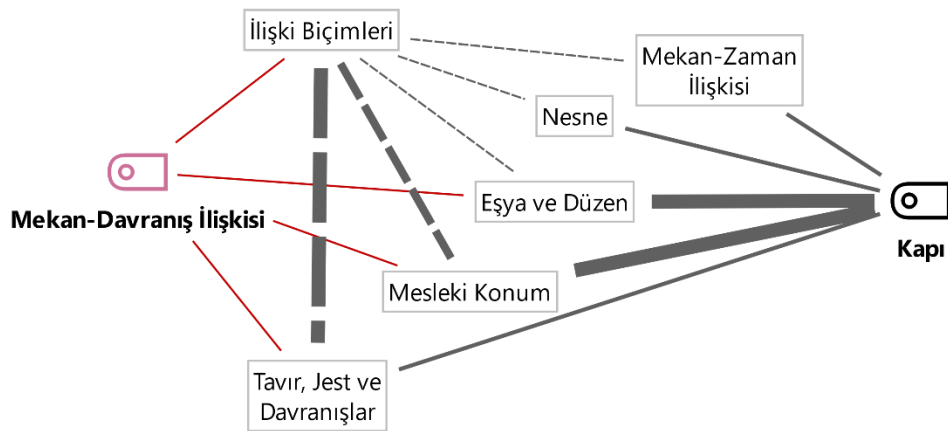 İlişki Biçimleri
Mekan-Zaman
İlişkisi
Nesne
Eşya ve Düzen
Mekan-Davranış İlişkisi
Kapı
Mesleki Konum
Tavır, Jest ve
Davranışlar